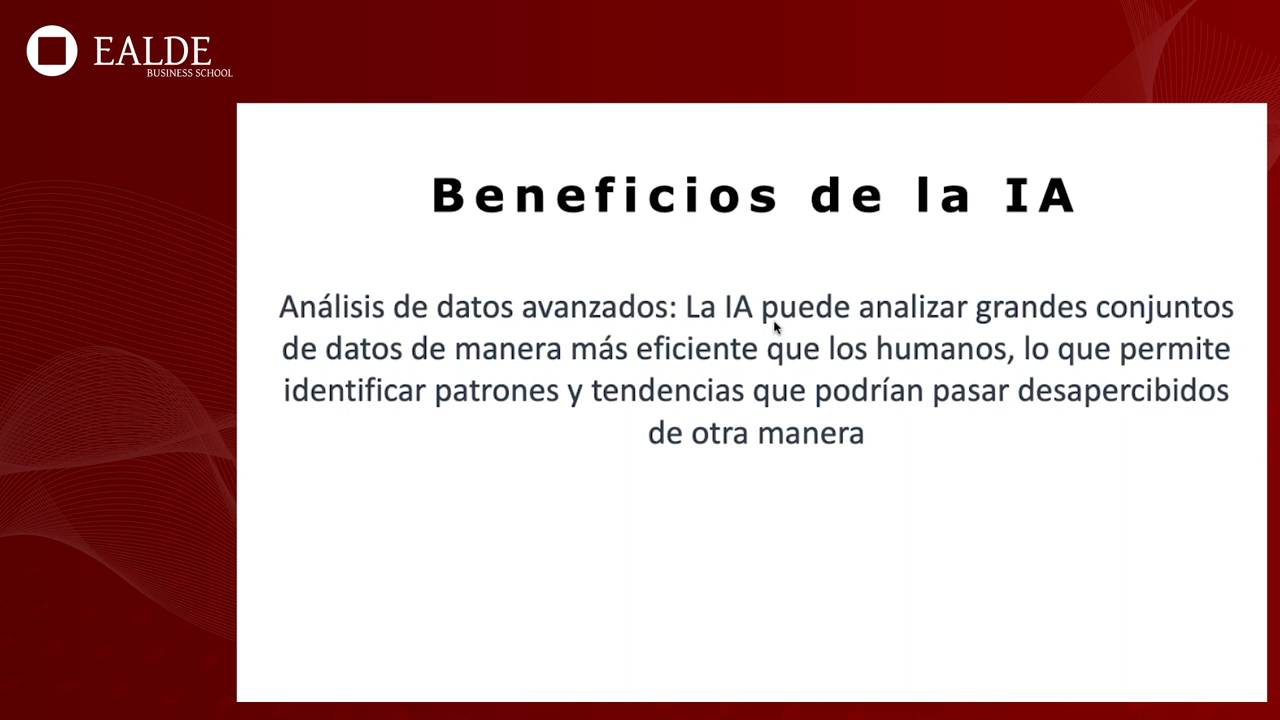 EALDE
BUSINESS SCHOOL
Beneficios de la IA
Análisis de datos avanzados: La IA puede analizar grandes conjuntos
de datos de manera más eficiente que los humanos, lo que permite
identificar patrones y tendencias que podrían pasar desapercibidos
de otra manera